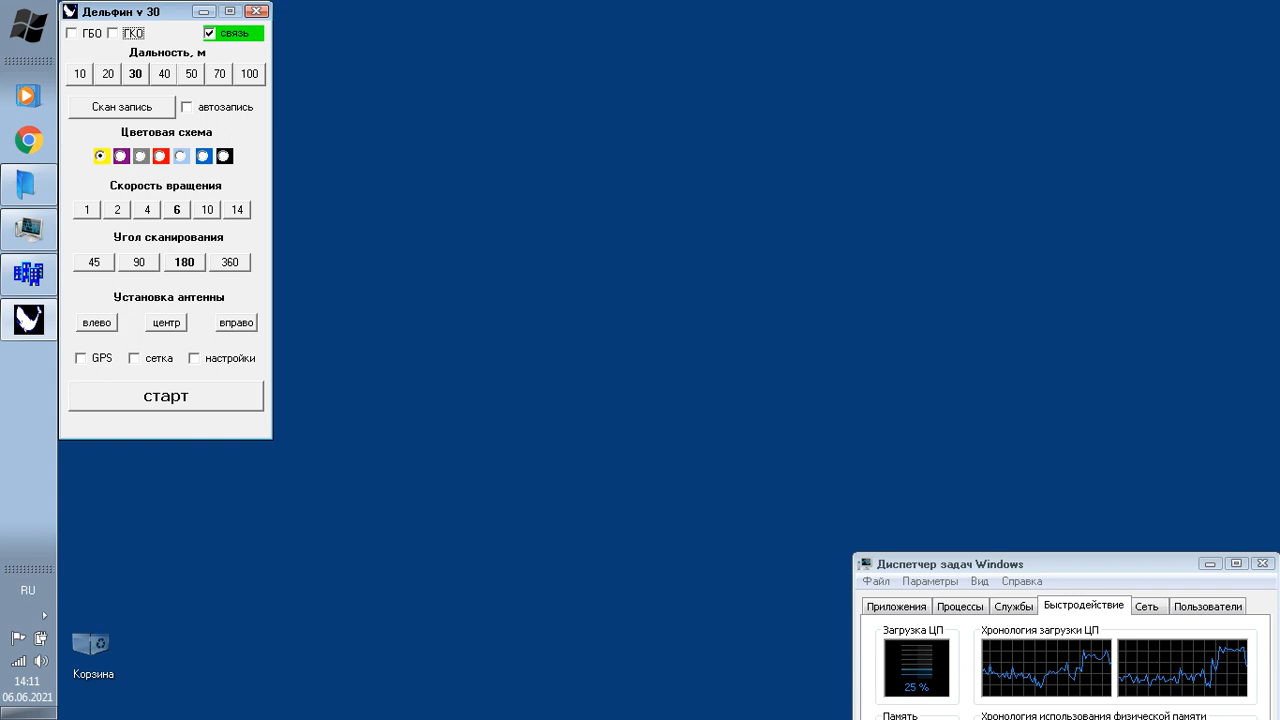 Дельфин v 30
ГБО ГКО связь
Дальность, м
10 20 30 40 50 70 100
Скан запись автозапись
Цветовая схема
Скорость вращения
1 2 4 6 10 14
Угол сканирования
45 90 180 360
Установка антенны
влево центр вправо
GPS сетка настройки
старт
RU
14:11
06.06.2021
Корзина
Диспетчер задач Windows
Файл Параметры Вид Справка
Приложения Процессы Службы Быстродействие Сеть Пользователи
Загрузка ЦП Хронология загрузки ЦП
25 %
Память Хронология использования физической памяти